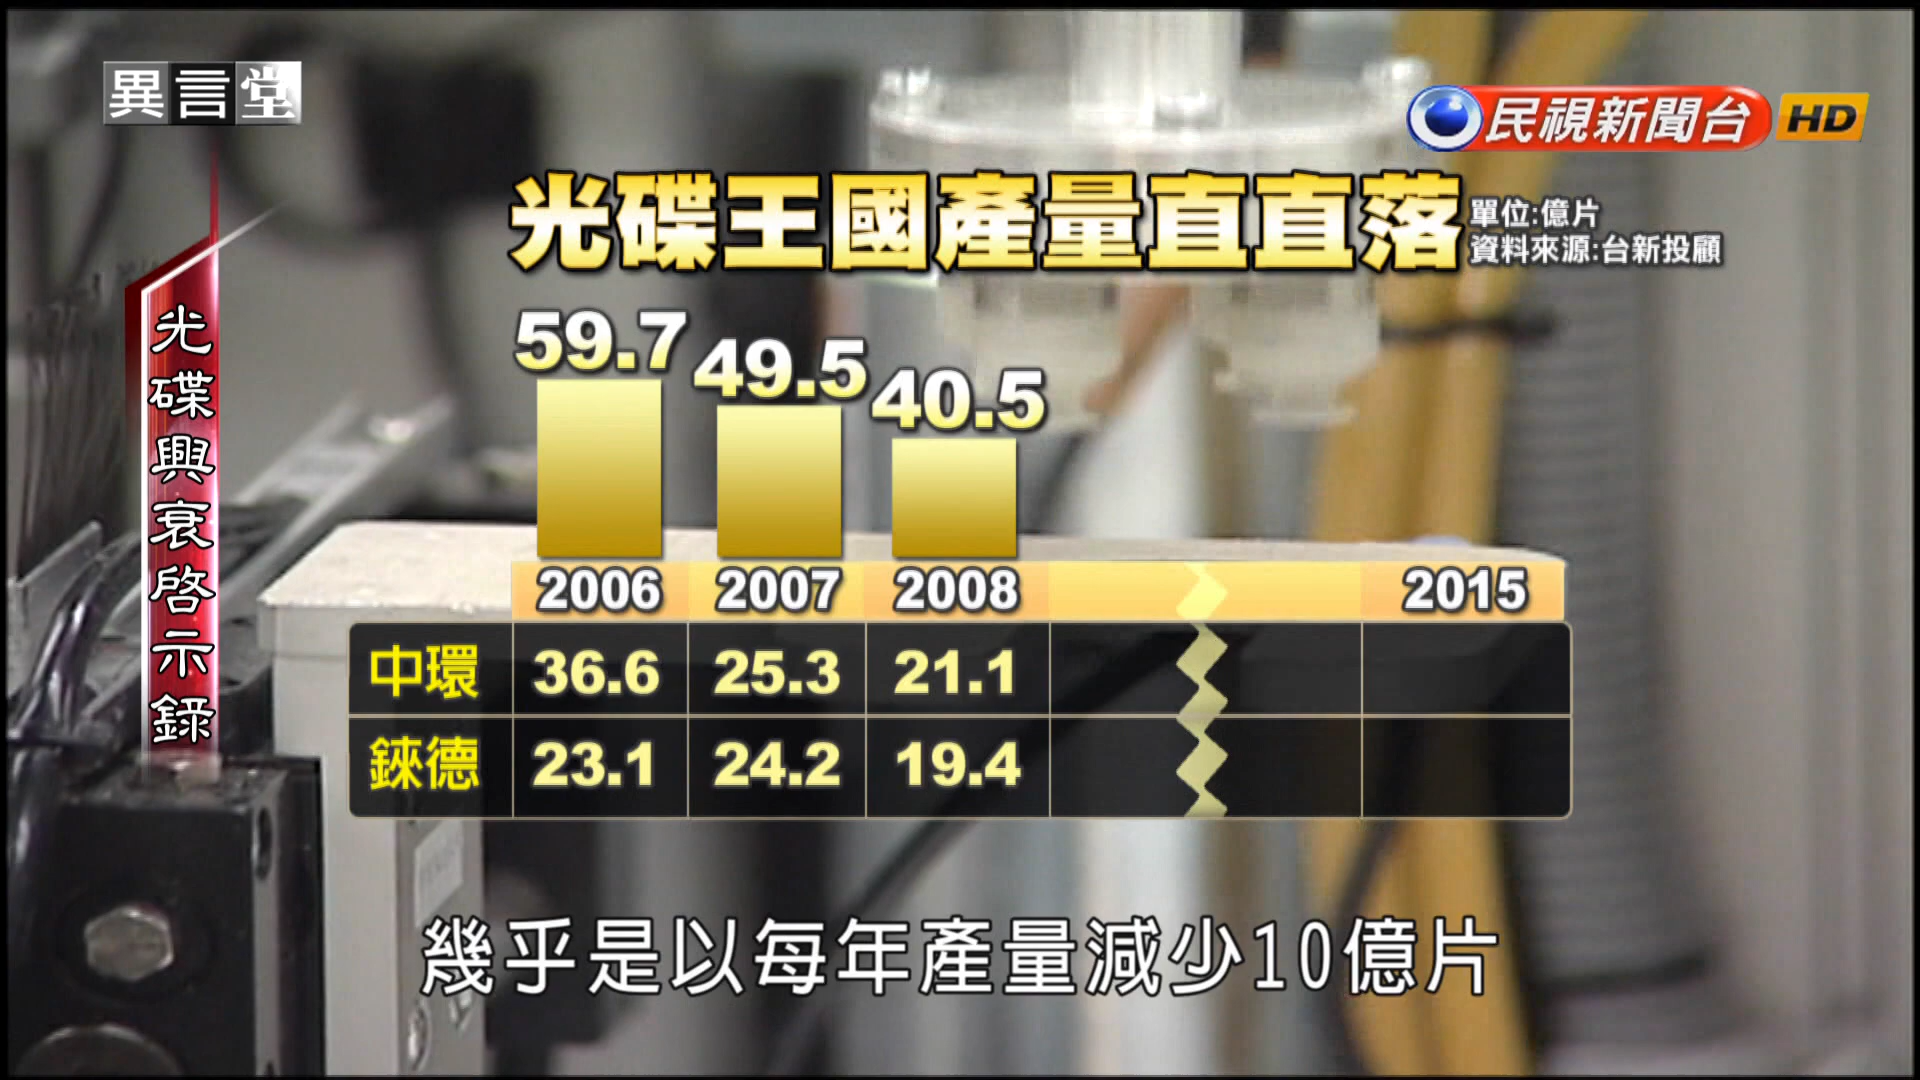 異言堂
民視新聞台 HD
光碟王國產量直直落
單位:億片
資料來源:台新投顧
光碟興衰啓示錄
59.7 49.5 40.5
2006 2007 2008 2015
中環 36.6 25.3 21.1
錸德 23.1 24.2 19.4
幾乎是以每年產量減少10億片